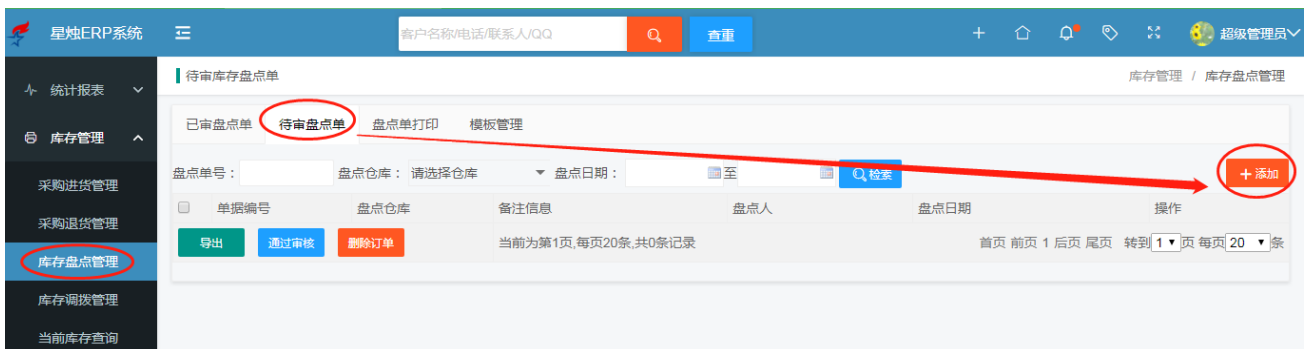 星烛ERP系统 客户名称/电话/联系人/QQ 查重 超级管理员
统计报表
库存管理
采购进货管理
采购退货管理
库存盘点管理
库存调拨管理
当前库存查询
待审库存盘点单 库存管理 / 库存盘点管理
已审盘点单 待审盘点单 盘点单打印 模板管理
盘点单号： 盘点仓库： 请选择仓库 盘点日期： 至 检索 +添加
单据编号 盘点仓库 备注信息 盘点人 盘点日期 操作
导出 通过审核 删除订单 当前为第1页,每页20条,共0条记录 首页 前页 1 后页 尾页 转到 1 页 每页 20 条